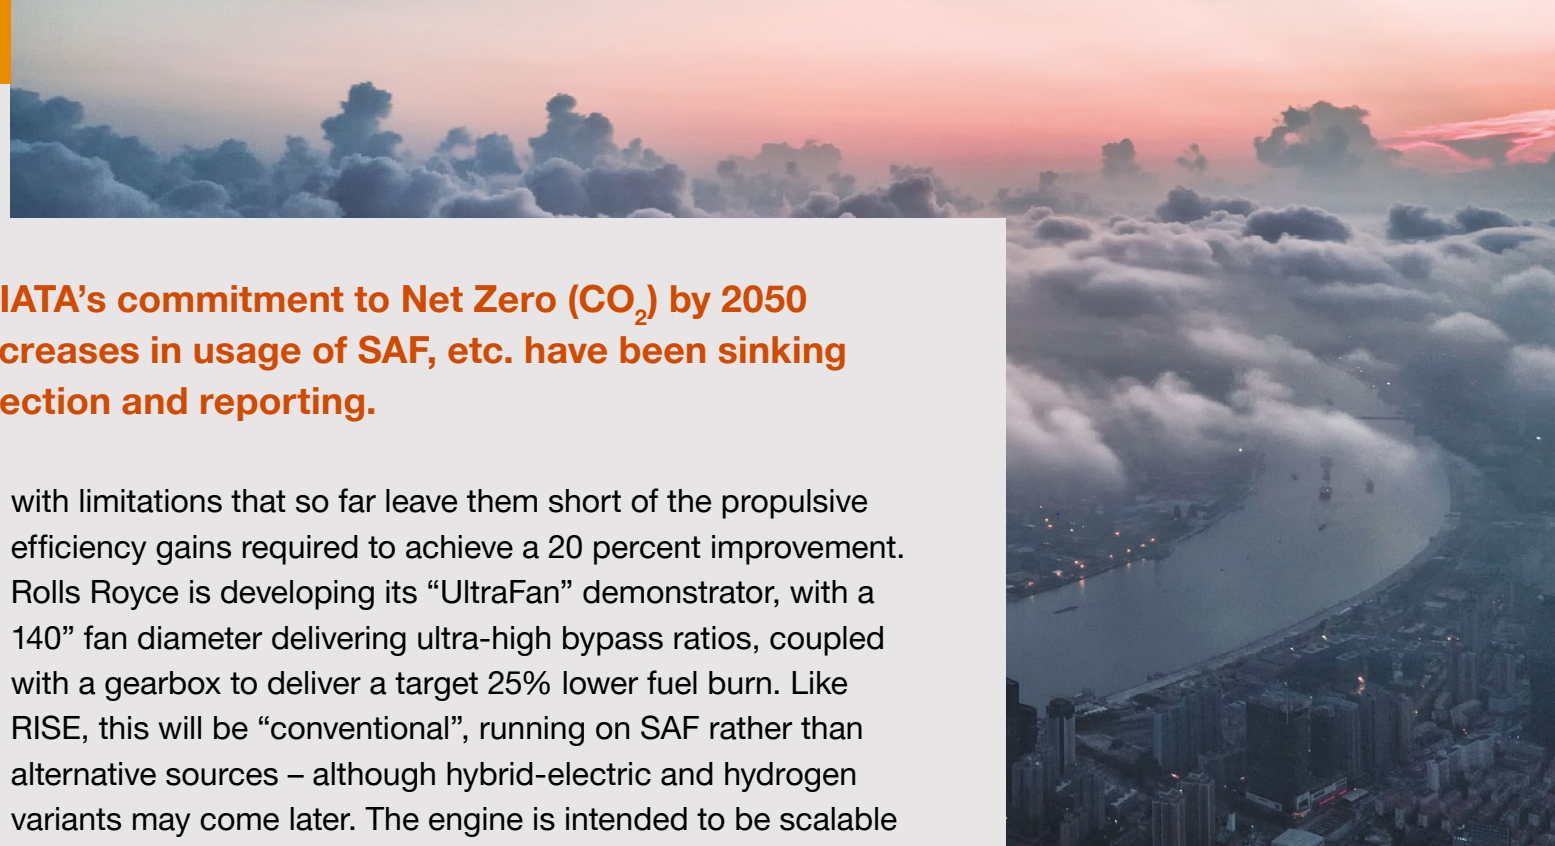 IATA’s commitment to Net Zero (CO₂) by 2050
creases in usage of SAF, etc. have been sinking
ection and reporting.
with limitations that so far leave them short of the propulsive
efficiency gains required to achieve a 20 percent improvement.
Rolls Royce is developing its “UltraFan” demonstrator, with a
140” fan diameter delivering ultra-high bypass ratios, coupled
with a gearbox to deliver a target 25% lower fuel burn. Like
RISE, this will be “conventional”, running on SAF rather than
alternative sources – although hybrid-electric and hydrogen
variants may come later. The engine is intended to be scalable